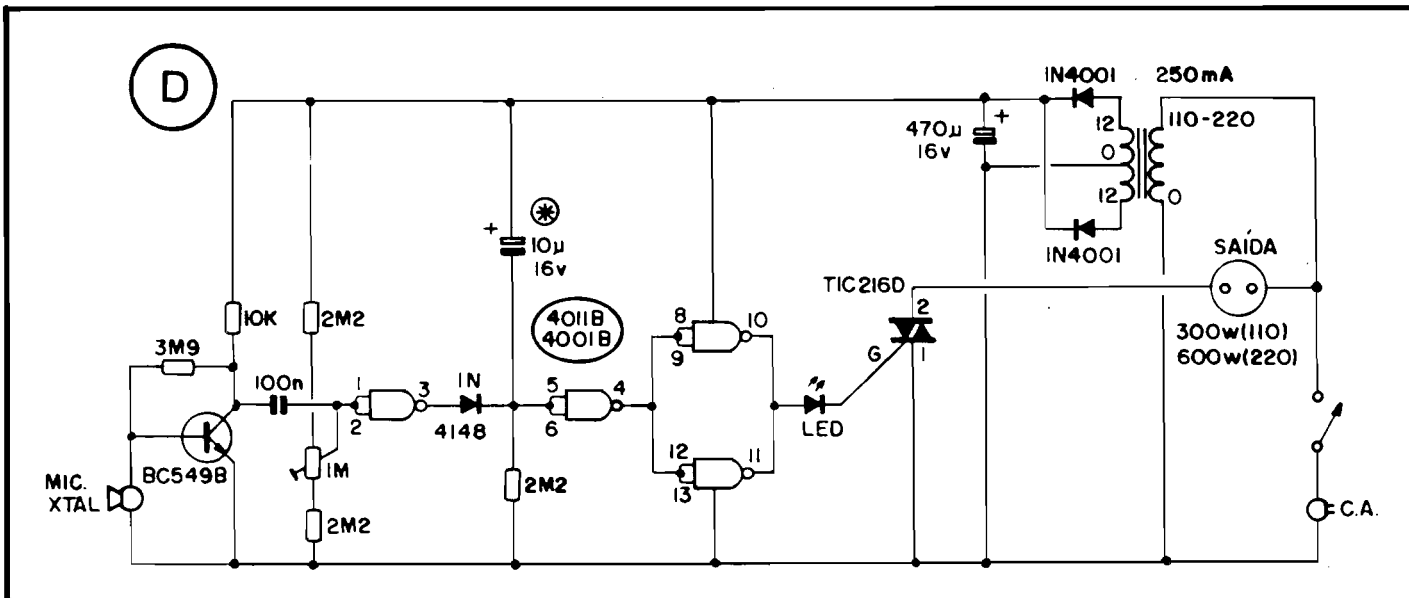 D
1N4001
250mA
12
110-220
470µ
16v
+
0
12
0
1N4001
+
10µ
16v
SAÍDA
TIC216D
10K
2M2
4011B
4001B
8
10
2
300w(110)
600w(220)
3M9
9
G
1
100n
1
3
1N
5
4
2
4148
6
LED
12
11
BC549B
1M
2M2
13
MIC.
XTAL
2M2
C.A.